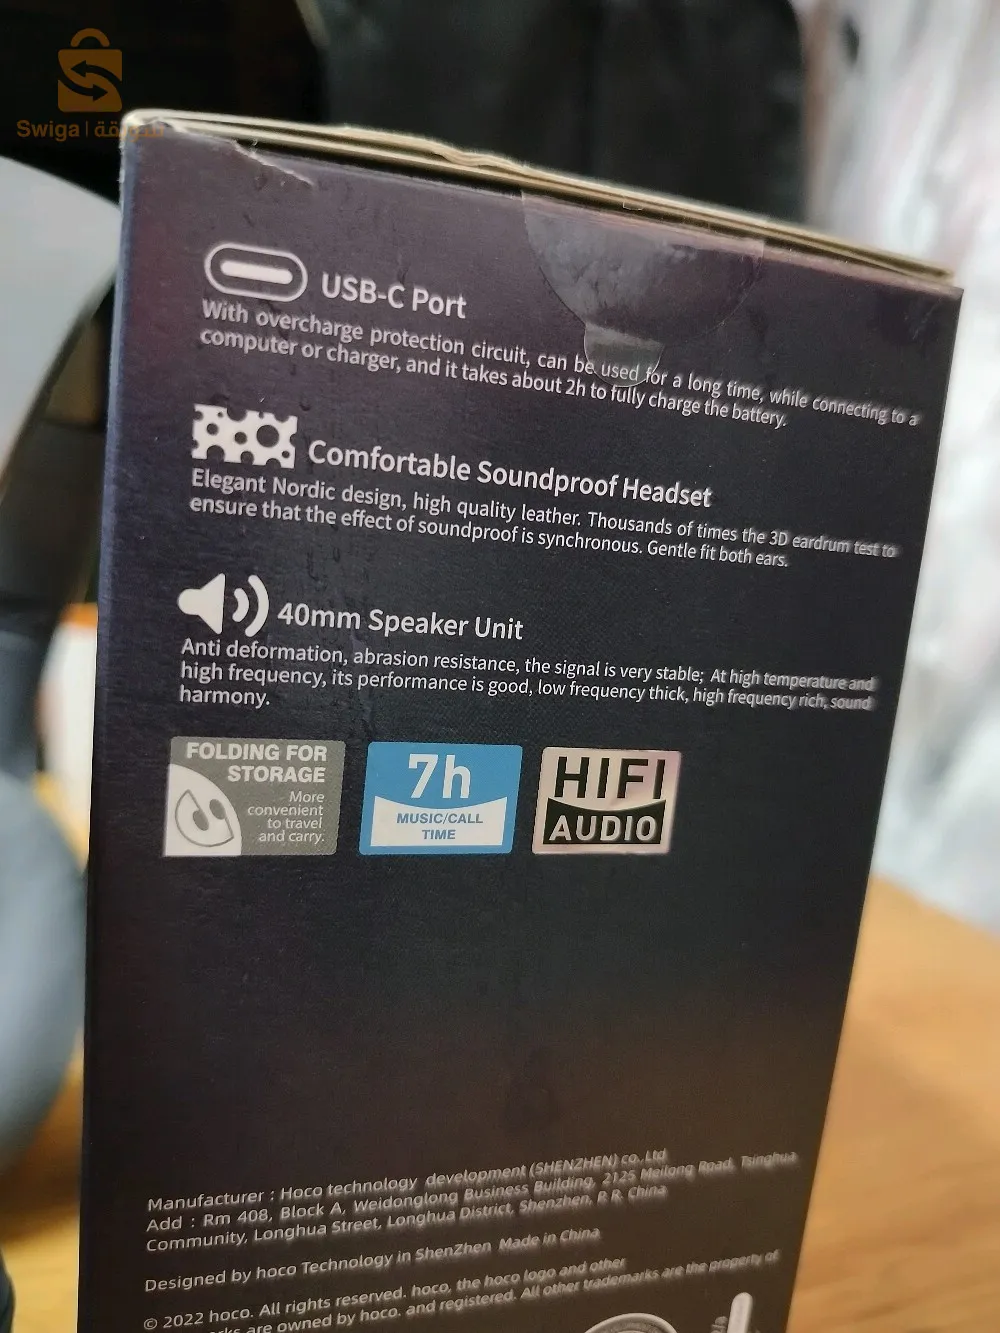 Swiga | سويقة
USB-C Port
With overcharge protection circuit, can be used for a long time, while connecting to a
computer or charger, and it takes about 2h to fully charge the battery.
Comfortable Soundproof Headset
Elegant Nordic design, high quality leather. Thousands of times the 3D eardrum test to
ensure that the effect of soundproof is synchronous. Gentle fit both ears.
40mm Speaker Unit
Anti deformation, abrasion resistance, the signal is very stable; At high temperature and
high frequency, its performance is good, low frequency thick, high frequency rich, sound
harmony.
FOLDING FOR
STORAGE
More
convenient
to travel
and carry.
7h
MUSIC/CALL
TIME
HIFI
AUDIO
Manufacturer : Hoco technology development (SHENZHEN) co.,Ltd
Add : Rm 408, Block A, Weidonglong Business Building, 2125 Meilong Road, Tsinghua
Community, Longhua Street, Longhua District, Shenzhen, P. R. China
Designed by hoco Technology in ShenZhen Made in China
© 2022 hoco. All rights reserved. hoco, the hoco logo and other
are owned by hoco. and registered. All other trademarks are the property of